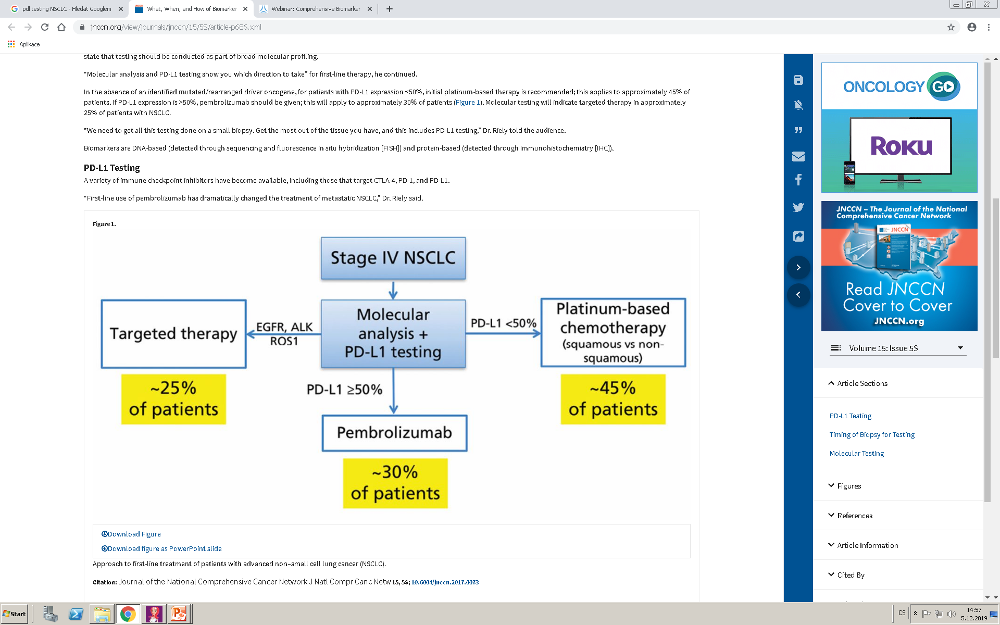 pdl testing NSCLC - Hledat Googlem
What, When, and How of Biomarker
Webinar: Comprehensive Biomarker
jnccn.org/view/journals/jnccn/15/5S/article-p686.xml
Aplikace
state that testing should be conducted as part of broad molecular profiling.
“Molecular analysis and PD-L1 testing show you which direction to take” for first-line therapy, he continued.
In the absence of an identified mutated/rearranged driver oncogene, for patients with PD-L1 expression <50%, initial platinum-based therapy is recommended; this applies to approximately 45% of
patients. If PD-L1 expression is >50%, pembrolizumab should be given; this will apply to approximately 30% of patients (Figure 1). Molecular testing will indicate targeted therapy in approximately
25% of patients with NSCLC.
“We need to get all this testing done on a small biopsy. Get the most out of the tissue you have, and this includes PD-L1 testing,” Dr. Riely told the audience.
Biomarkers are DNA-based (detected through sequencing and fluorescence in situ hybridization [FISH]) and protein-based (detected through immunohistochemistry [IHC]).
PD-L1 Testing
A variety of immune checkpoint inhibitors have become available, including those that target CTLA-4, PD-1, and PD-L1.
“First-line use of pembrolizumab has dramatically changed the treatment of metastatic NSCLC,” Dr. Riely said.
Figure 1.
Stage IV NSCLC
Targeted therapy
EGFR, ALK
ROS1
Molecular
analysis +
PD-L1 testing
PD-L1 <50%
Platinum-based
chemotherapy
(squamous vs non-
squamous)
~25%
of patients
PD-L1 ≥50%
~45%
of patients
Pembrolizumab
~30%
of patients
Download Figure
Download figure as PowerPoint slide
Approach to first-line treatment of patients with advanced non–small cell lung cancer (NSCLC).
Citation: Journal of the National Comprehensive Cancer Network J Natl Compr Canc Netw 15, 5S; 10.6004/jnccn.2017.0073
ONCOLOGY GO
ROKU
JNCCN – The Journal of the National
Comprehensive Cancer Network
JNCCN
Read JNCCN
Cover to Cover
JNCCN.org
Volume 15: Issue 5S
Article Sections
PD-L1 Testing
Timing of Biopsy for Testing
Molecular Testing
Figures
References
Article Information
Cited By
Start
CS
14:57
5.12.2019